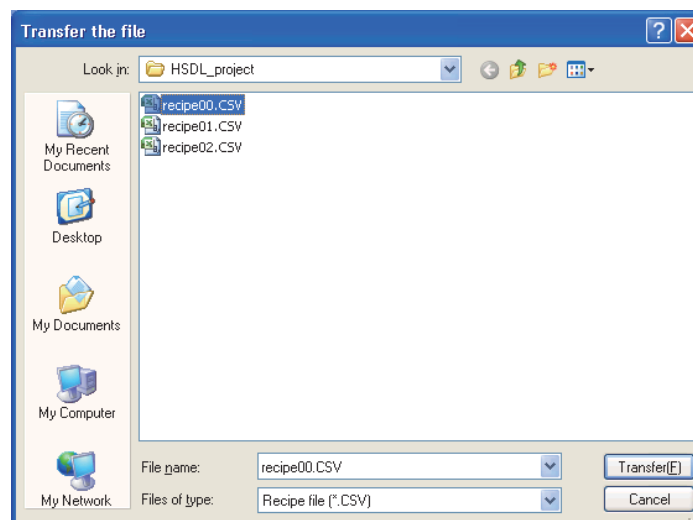 Transfer the file
Look in: HSDL_project
recipe00.CSV
recipe01.CSV
recipe02.CSV
My Recent
Documents
Desktop
My Documents
My Computer
My Network
File name: recipe00.CSV Transfer(F)
Files of type: Recipe file (*.CSV) Cancel